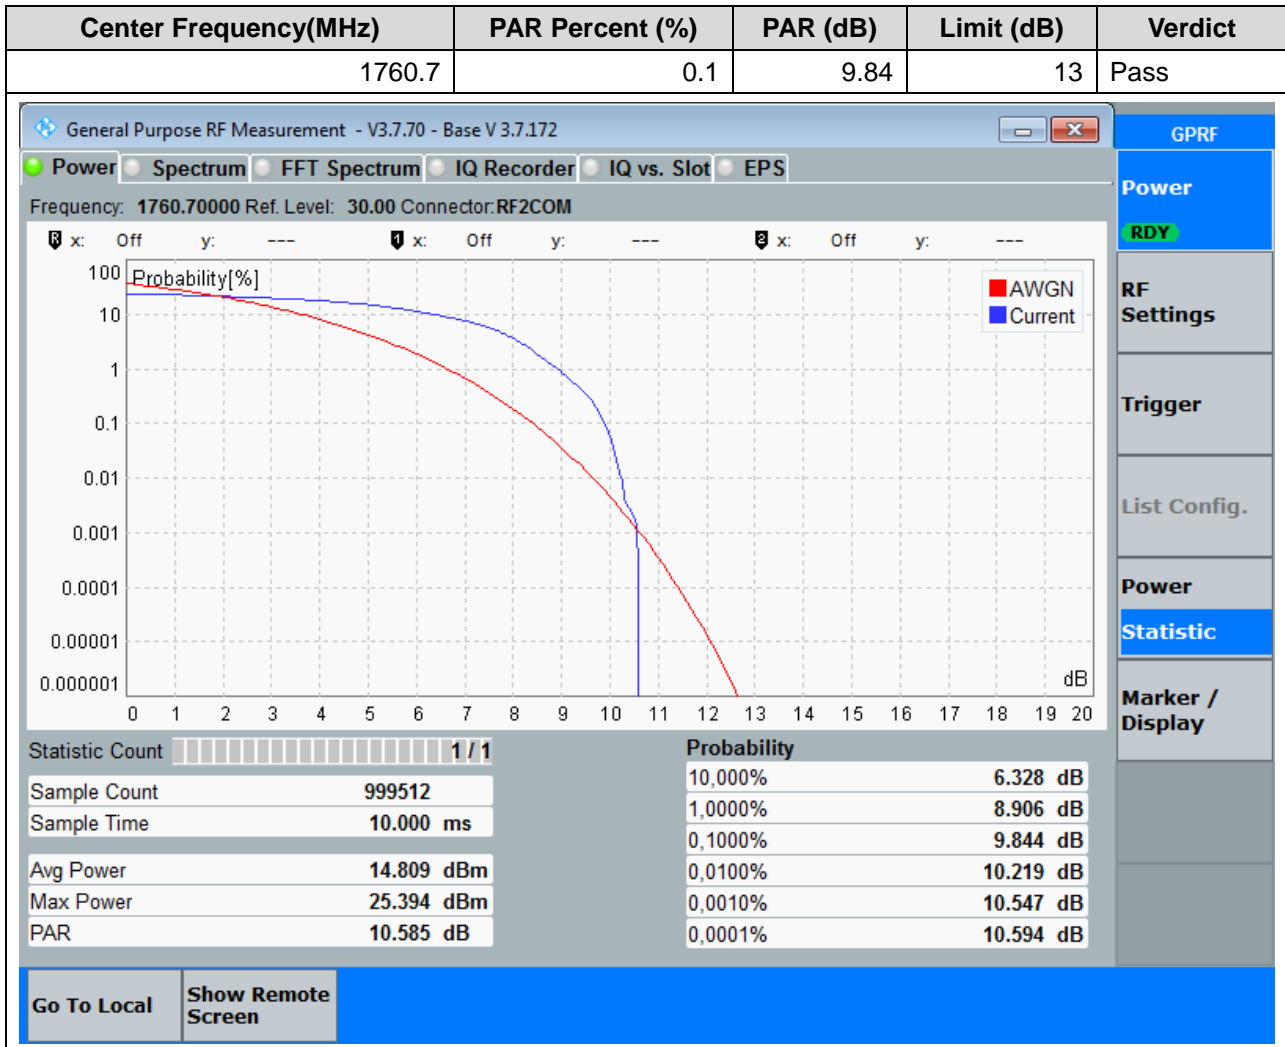 Center Frequency(MHz) PAR Percent (%) PAR (dB) Limit (dB) Verdict
1760.7 0.1 9.84 13 Pass
General Purpose RF Measurement - V3.7.70 - Base V 3.7.172
Power Spectrum FFT Spectrum IQ Recorder IQ vs. Slot EPS
Frequency: 1760.70000 Ref. Level: 30.00 Connector:RF2COM
R x: Off y: --- 1 x: Off y: --- 2 x: Off y: ---
Probability[%]
AWGN
Current
100
10
1
0.1
0.01
0.001
0.0001
0.00001
0.000001
dB
0 1 2 3 4 5 6 7 8 9 10 11 12 13 14 15 16 17 18 19 20
Statistic Count 1 / 1
Sample Count 999512
Sample Time 10.000 ms
Avg Power 14.809 dBm
Max Power 25.394 dBm
PAR 10.585 dB
Probability
10,000% 6.328 dB
1,0000% 8.906 dB
0,1000% 9.844 dB
0,0100% 10.219 dB
0,0010% 10.547 dB
0,0001% 10.594 dB
GPRF
Power
RDY
RF
Settings
Trigger
List Config.
Power
Statistic
Marker /
Display
Go To Local
Show Remote
Screen